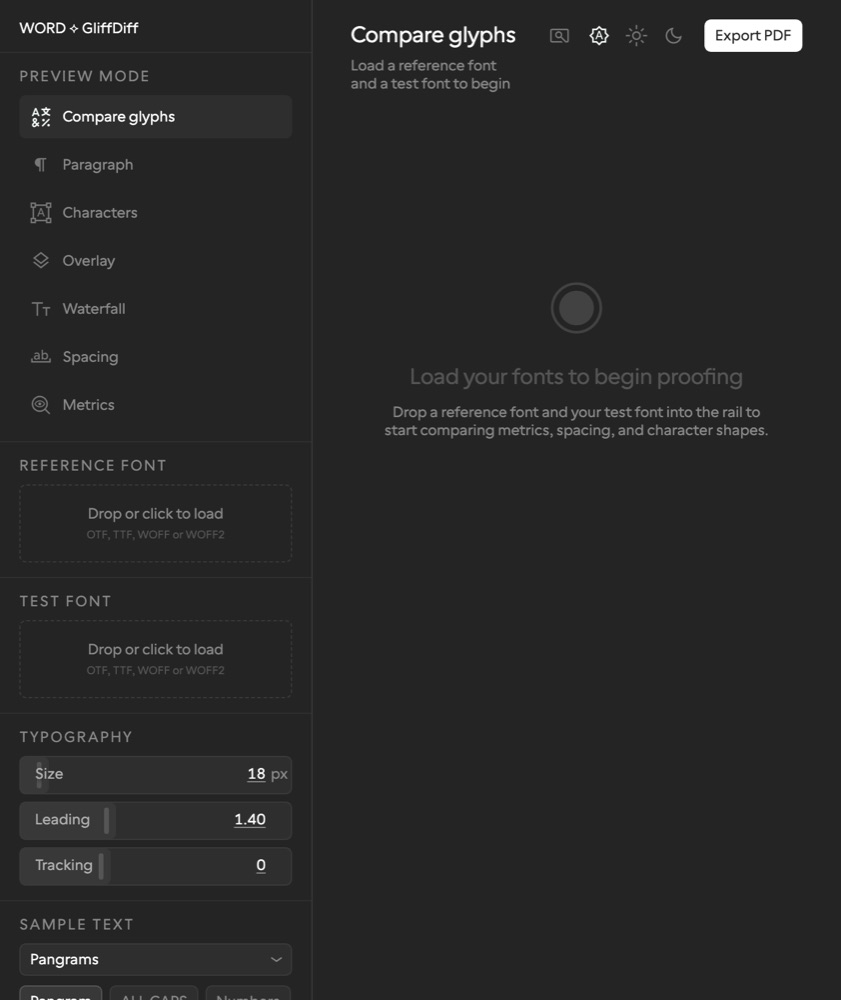 WORD ✧ GliffDiff
PREVIEW MODE
Compare glyphs
Paragraph
Characters
Overlay
Waterfall
Spacing
Metrics
REFERENCE FONT
Drop or click to load
OTF, TTF, WOFF or WOFF2
TEST FONT
Drop or click to load
OTF, TTF, WOFF or WOFF2
TYPOGRAPHY
Size 18 px
Leading 1.40
Tracking 0
SAMPLE TEXT
Pangrams
Pangram ALL CAPS Numbers
Compare glyphs
Export PDF
Load a reference font
and a test font to begin
Load your fonts to begin proofing
Drop a reference font and your test font into the rail to
start comparing metrics, spacing, and character shapes.